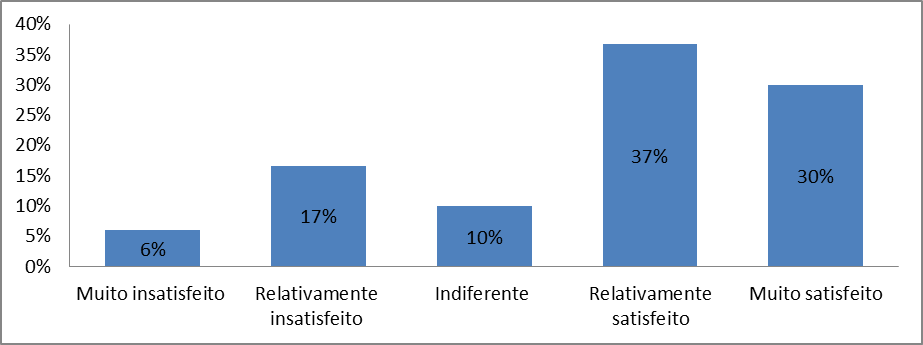 40%
35%
30%
25%
20%
15%
10%
5%
0%
6%
17%
10%
37%
30%
Muito insatisfeito
Relativamente
insatisfeito
Indiferente
Relativamente
satisfeito
Muito satisfeito